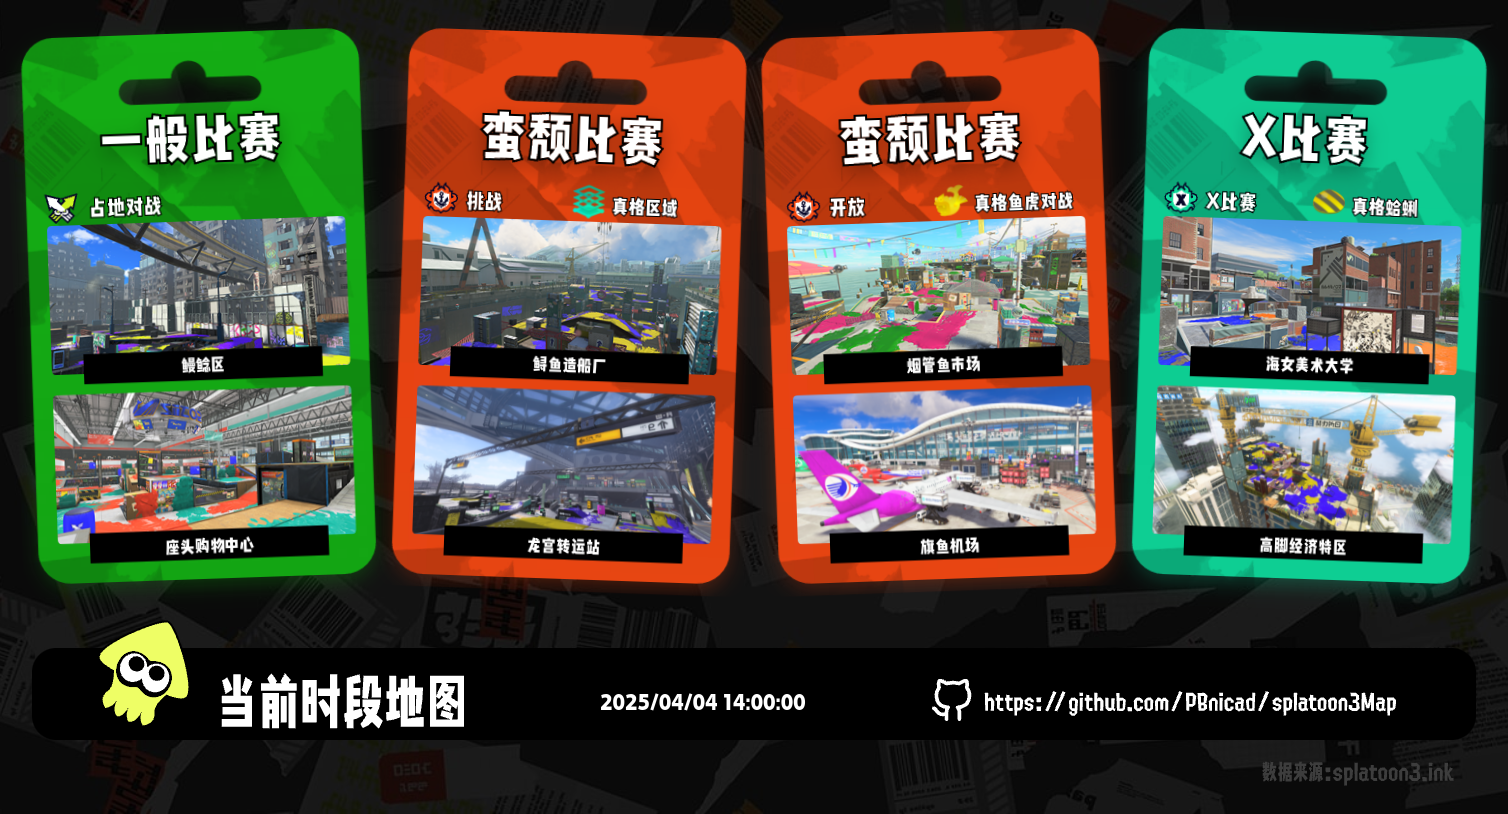 一般比赛
占地对战
鳗鲶区
座头购物中心
蛮颓比赛
挑战
真格区域
鲟鱼造船厂
龙宫转运站
蛮颓比赛
开放
真格鱼虎对战
烟管鱼市场
旗鱼机场
X比赛
X比赛
真格蛤蜊
海女美术大学
高脚经济特区
当前时段地图
2025/04/04 14:00:00
https://github.com/PBnicad/splatoon3Map
数据来源:splatoon3.ink